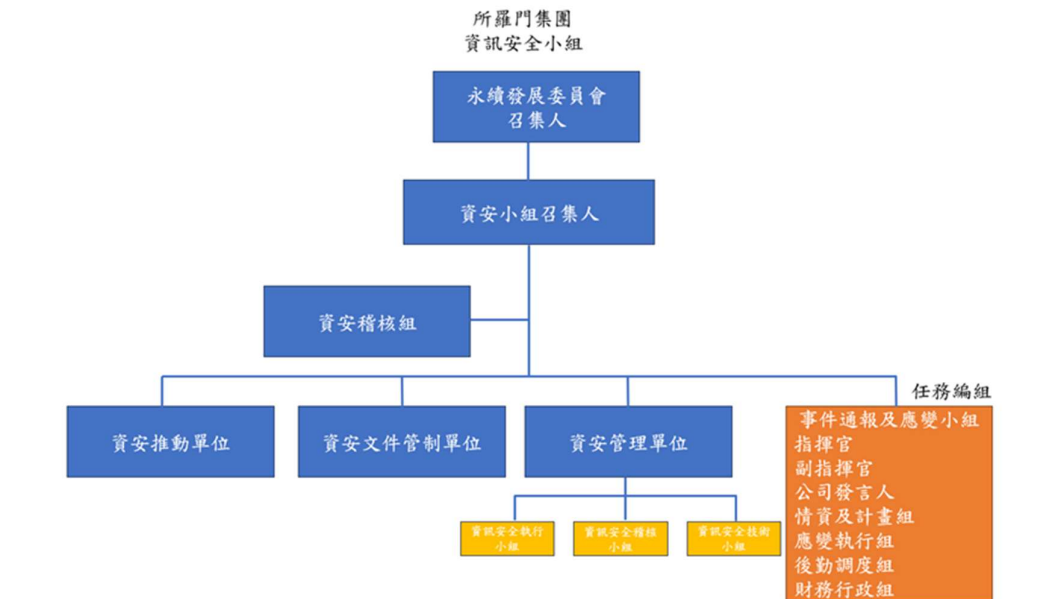 所羅門集團
資訊安全小組
永續發展委員會
召集人
資安小組召集人
資安稽核組
任務編組
資安推動單位
資安文件管制單位
資安管理單位
事件通報及應變小組
指揮官
副指揮官
公司發言人
情資及計畫組
應變執行組
後勤調度組
財務行政組
資訊安全執行
小組
資訊安全稽核
小組
資訊安全技術
小組